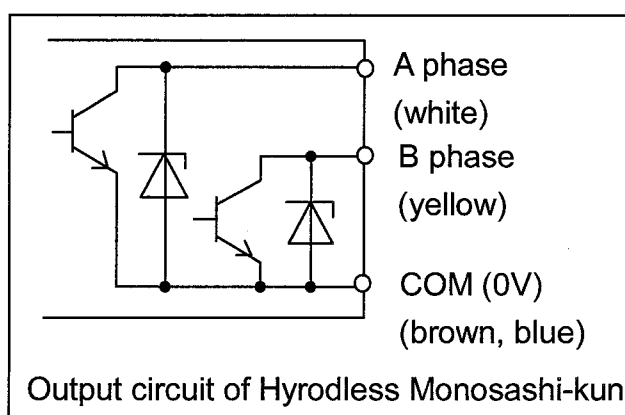 A phase
(white)
B phase
(yellow)
COM (0V)
(brown, blue)
Output circuit of Hyrodless Monosashi-kun